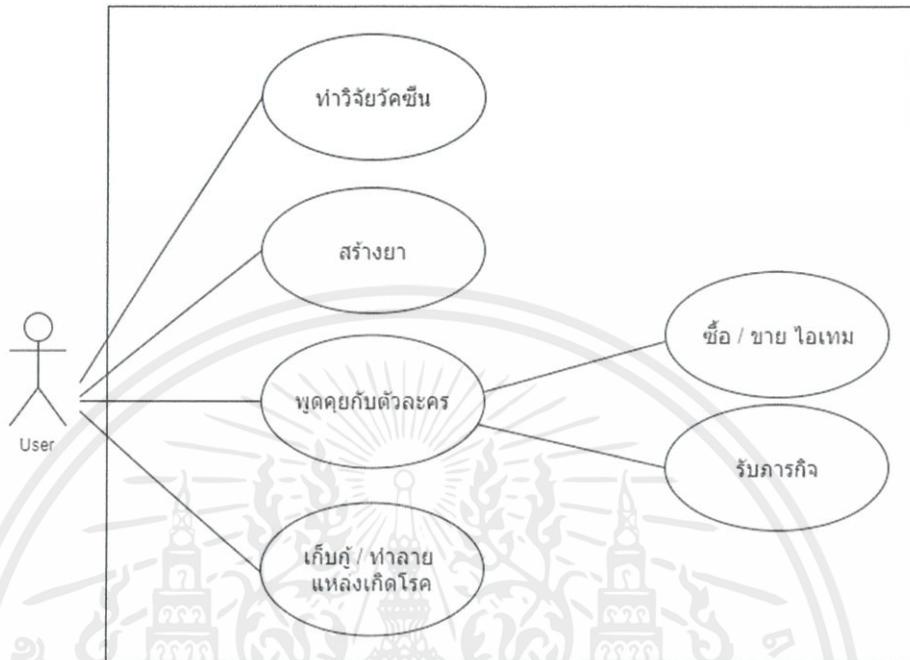 ทำวิจัยวัคซีน
สร้างยา
ซื้อ / ขาย ไอเทม
พูดคุยกับตัวละคร
User
รับภารกิจ
เก็บกู้ / ทำลาย
แหล่งเกิดโรค